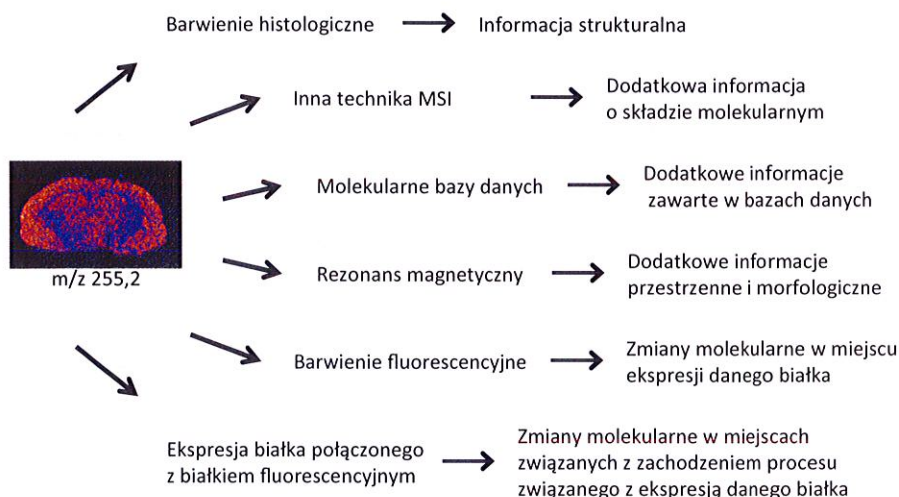 Barwienie histologiczne
Informacja strukturalna
Inna technika MSI
Dodatkowa informacja
o składzie molekularnym
Molekularne bazy danych
Dodatkowe informacje
zawarte w bazach danych
m/z 255,2
Rezonans magnetyczny
Dodatkowe informacje
przestrzenne i morfologiczne
Barwienie fluorescencyjne
Zmiany molekularne w miejscu
ekspresji danego białka
Ekspresja białka połączonego
z białkiem fluorescencyjnym
Zmiany molekularne w miejscach
związanych z zachodzeniem procesu
związanego z ekspresją danego białka